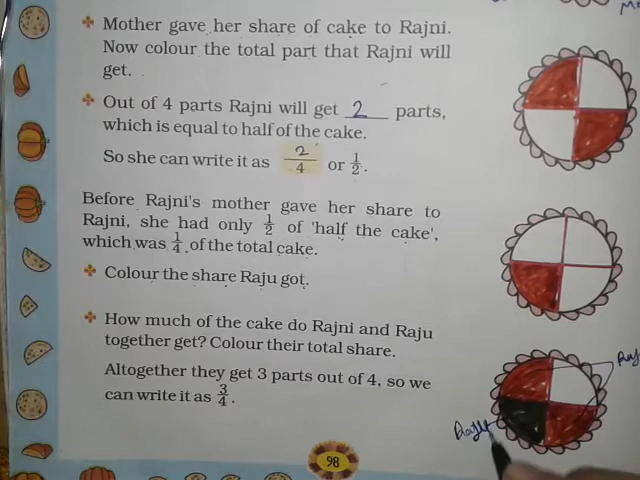 Mother gave her share of cake to Rajni.
Now colour the total part that Rajni will
get.
Out of 4 parts Rajni will get 2 parts,
which is equal to half of the cake.
So she can write it as 2/4 or 1/2.
Before Rajni's mother gave her share to
Rajni, she had only 1/2 of 'half the cake',
which was 1/4 of the total cake.
Colour the share Raju got.
How much of the cake do Rajni and Raju
together get? Colour their total share.
Altogether they get 3 parts out of 4, so we
can write it as 3/4.
Raju
98